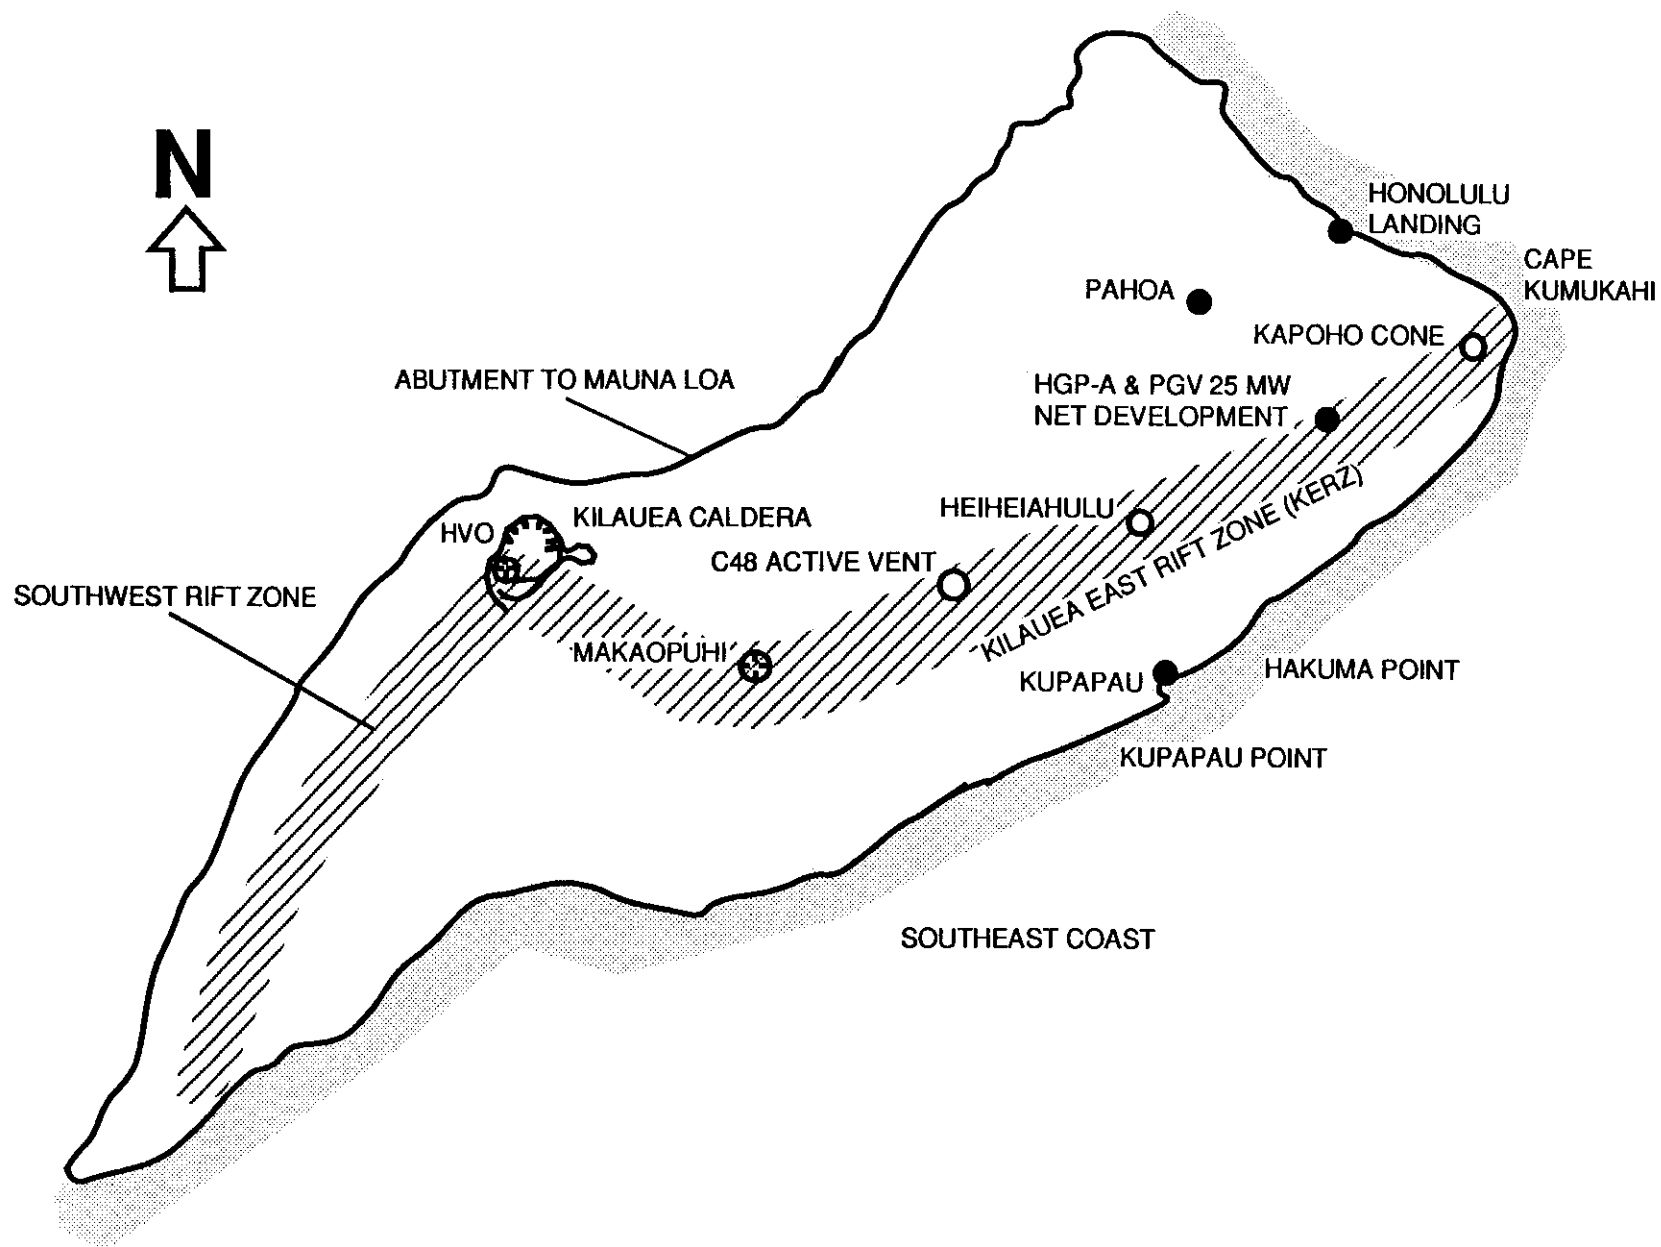 N
HONOLULU
LANDING
CAPE
KUMUKAHI
PAHOA
KAPOHO CONE
ABUTMENT TO MAUNA LOA
HGP-A & PGV 25 MW
NET DEVELOPMENT
KILAUEA EAST RIFT ZONE (KERZ)
HEIHEIAHULU
KILAUEA CALDERA
HVO
C48 ACTIVE VENT
SOUTHWEST RIFT ZONE
MAKAOPUHI
KUPAPAU
HAKUMA POINT
KUPAPAU POINT
SOUTHEAST COAST